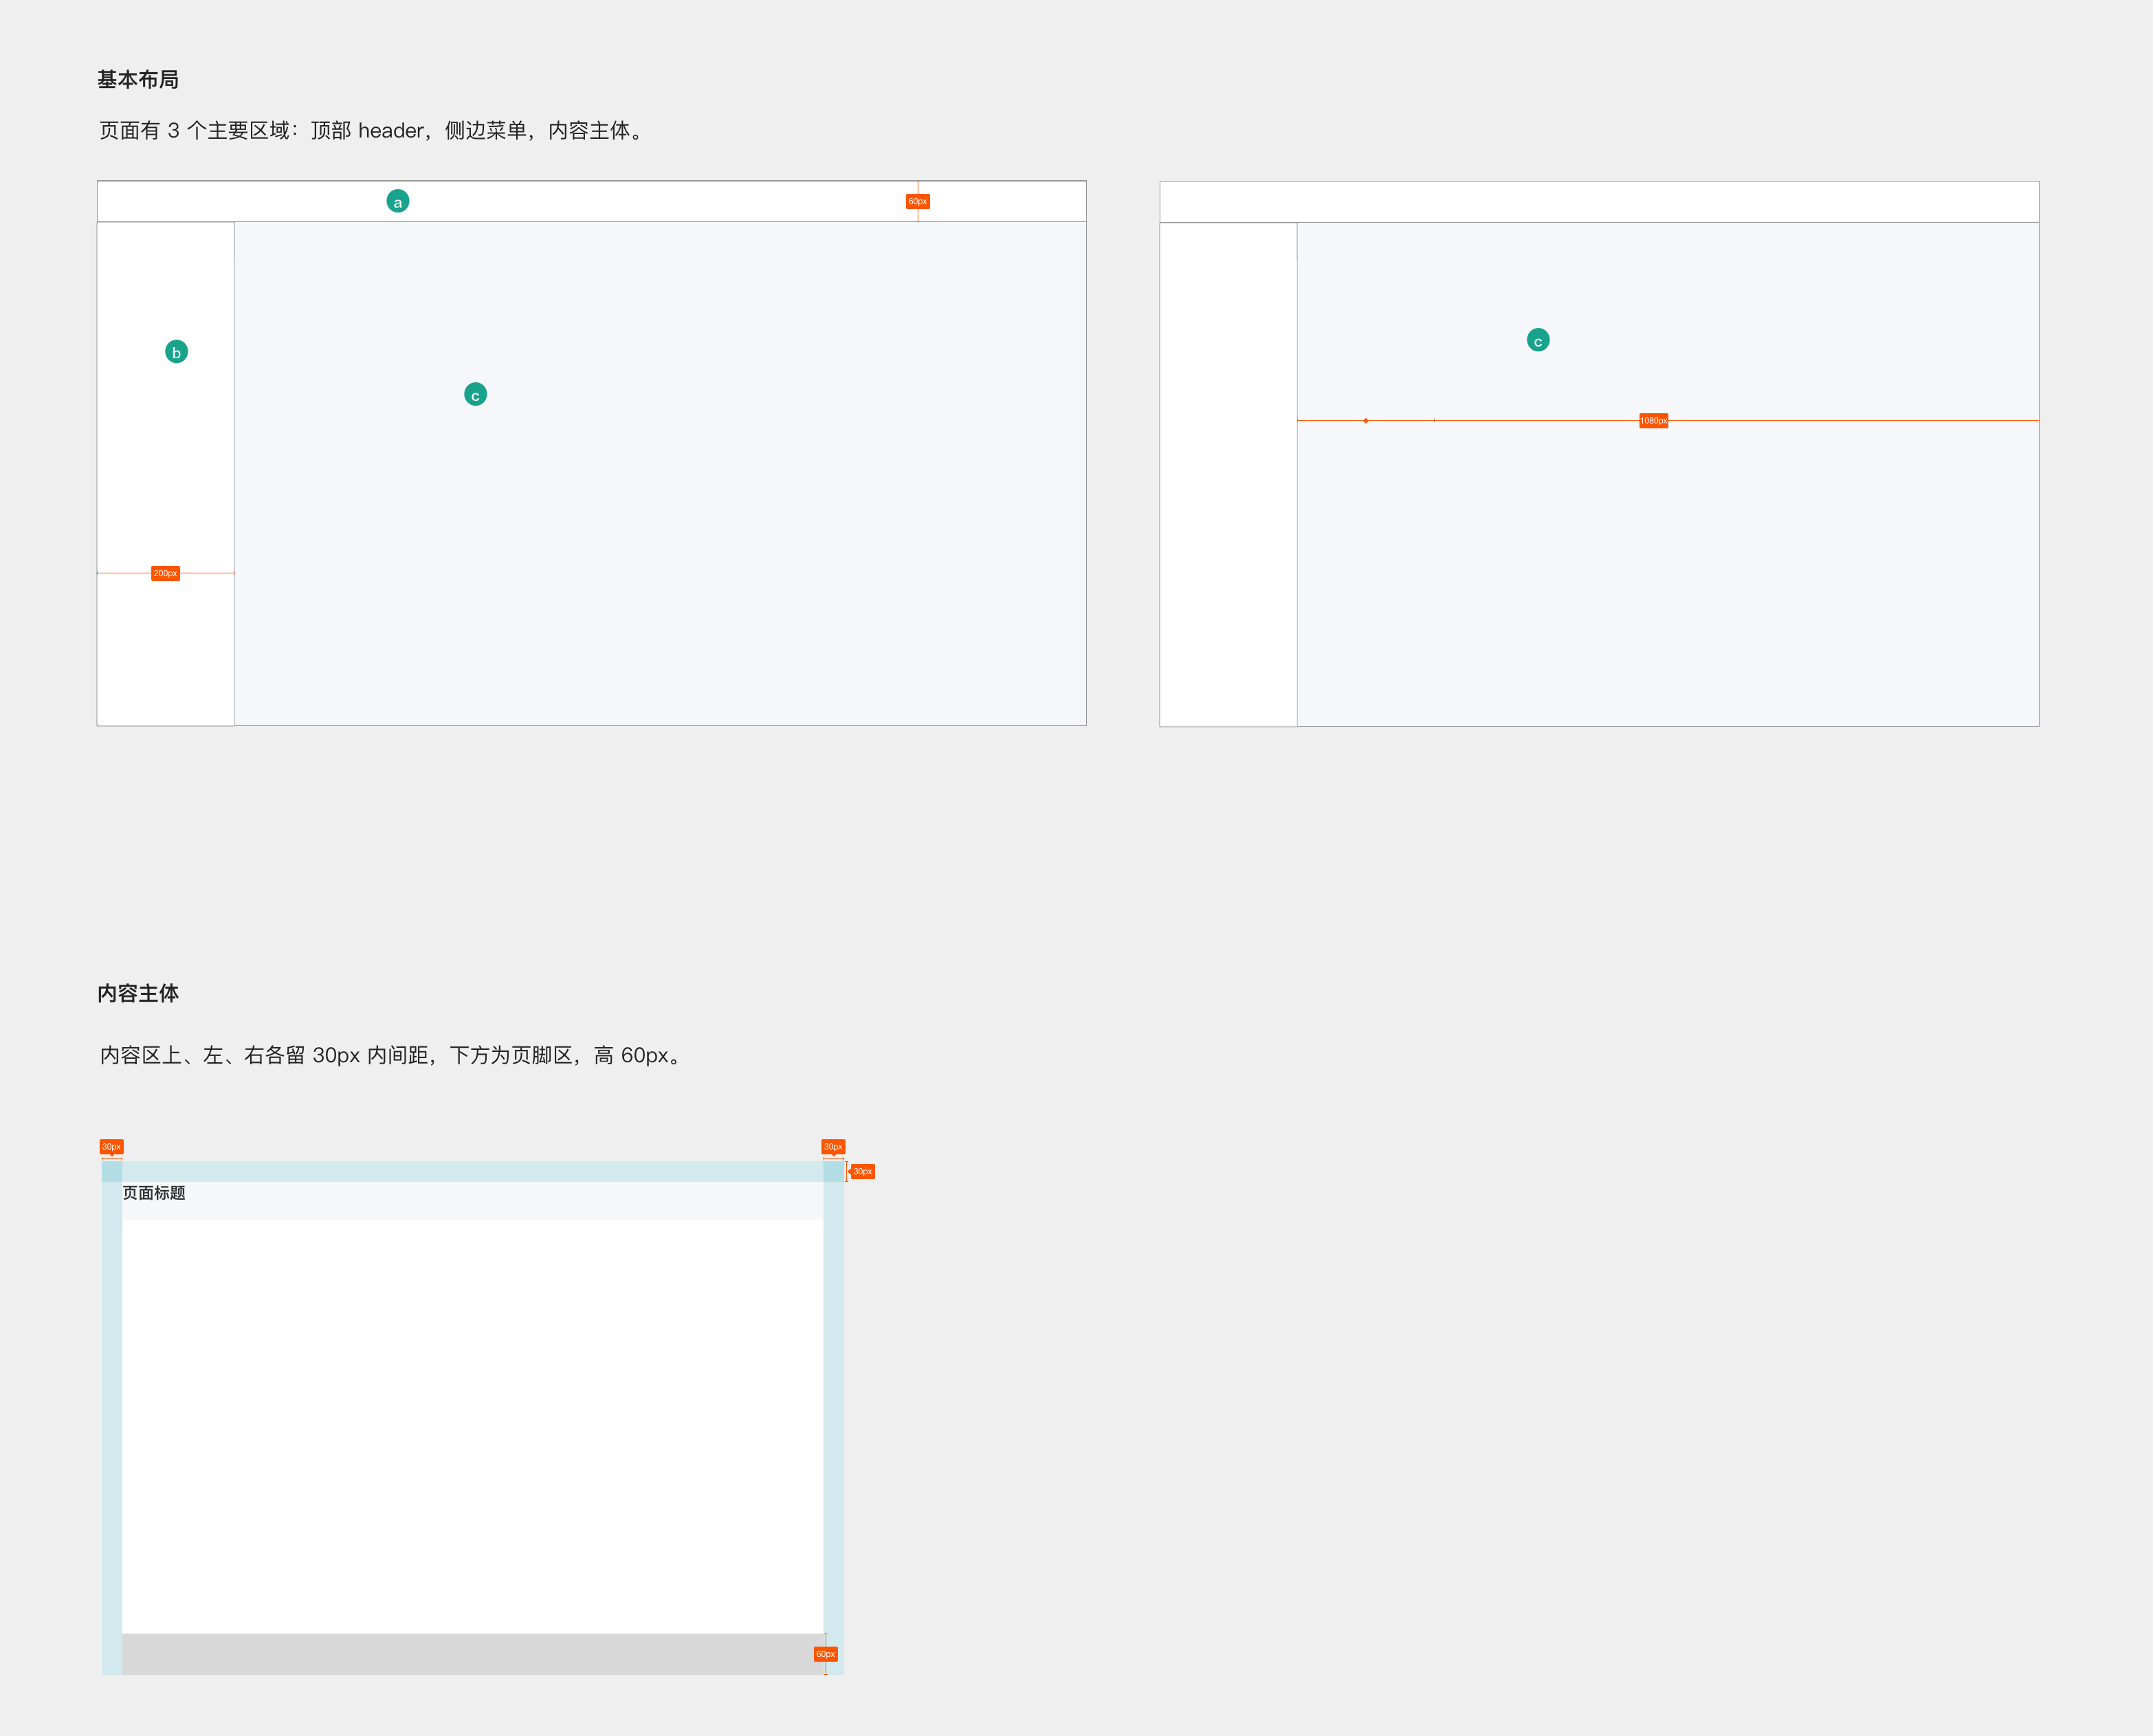 基本布局
页面有 3 个主要区域：顶部 header，侧边菜单，内容主体。
a
60px
b
c
200px
c
1080px
内容主体
内容区上、左、右各留 30px 内间距，下方为页脚区，高 60px。
30px
30px
30px
页面标题
60px